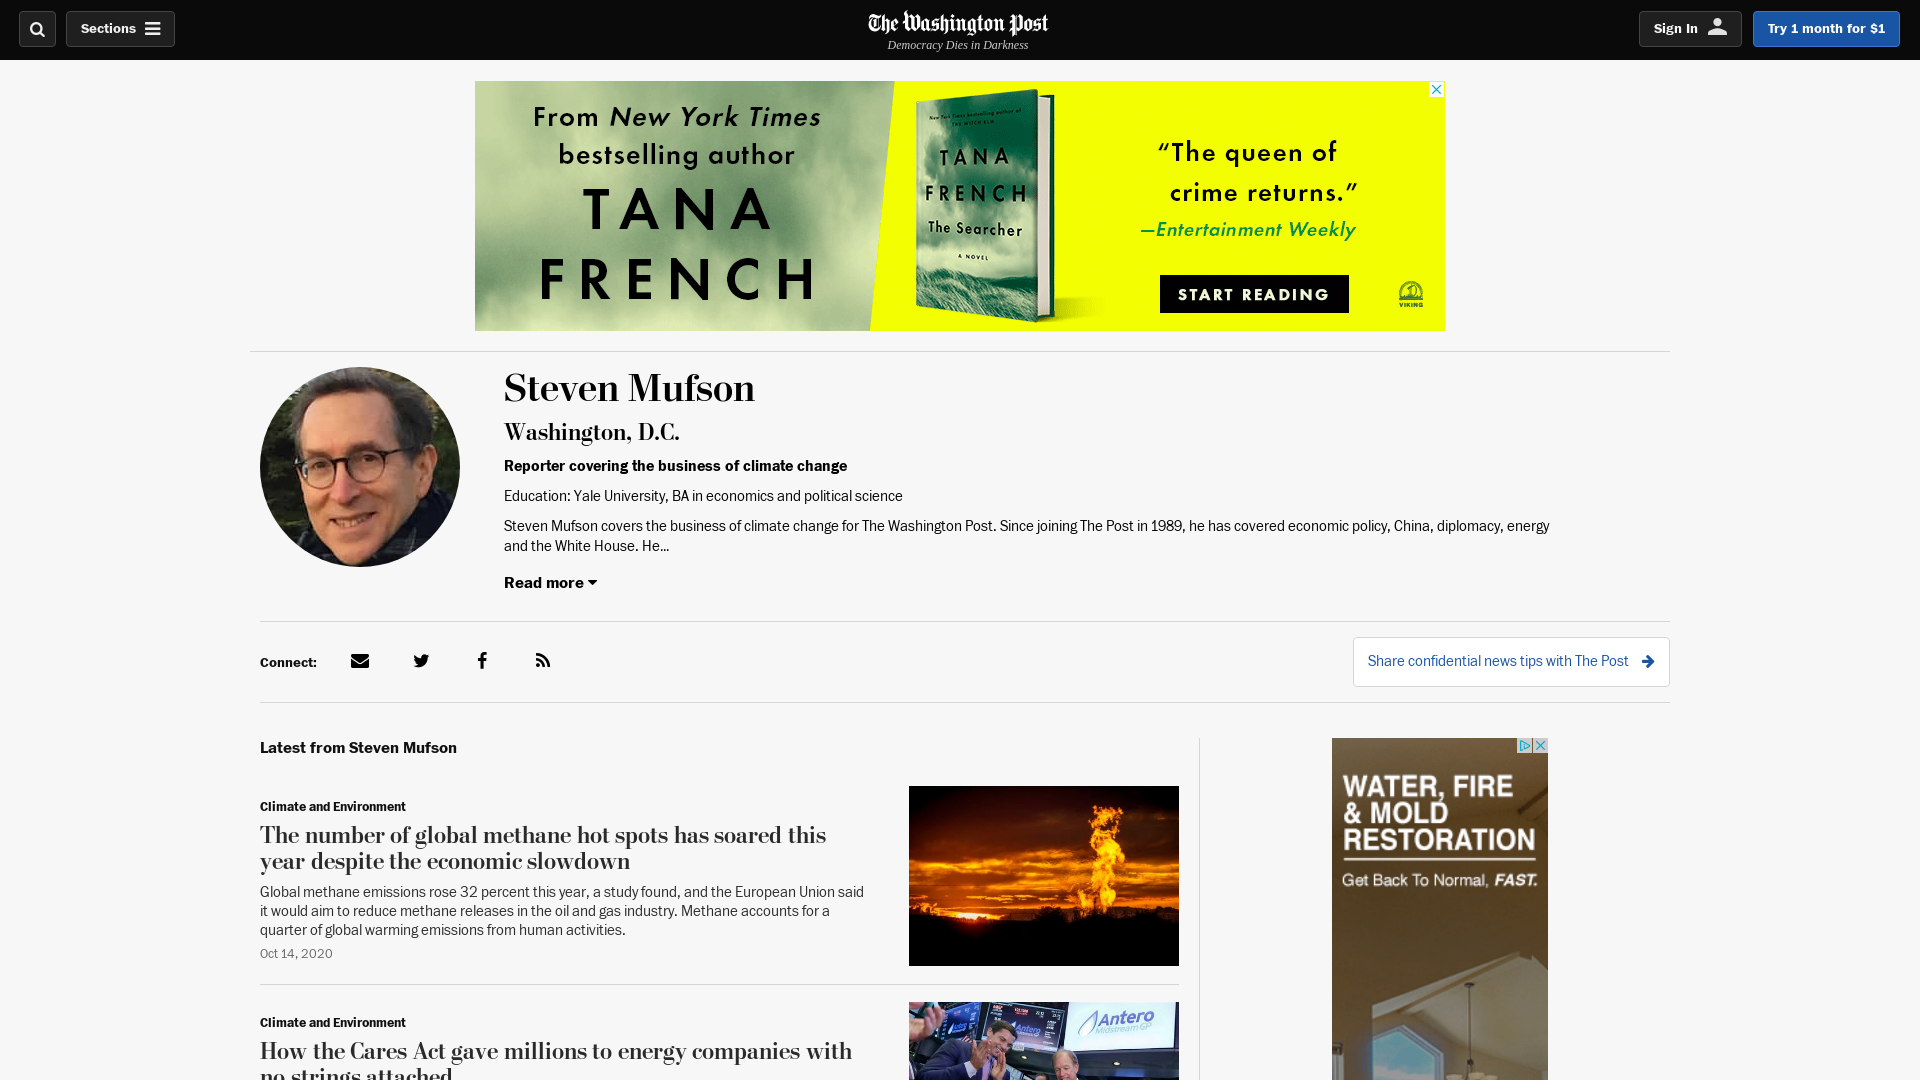 Sections
The Washington Post
Democracy Dies in Darkness
Sign In
Try 1 month for $1
From New York Times
bestselling author
TANA
FRENCH
New York Times bestselling author of
THE WITCH ELM
TANA
FRENCH
The Searcher
A NOVEL
“The queen of
crime returns.”
—Entertainment Weekly
START READING
VIKING
Steven Mufson
Washington, D.C.
Reporter covering the business of climate change
Education: Yale University, BA in economics and political science
Steven Mufson covers the business of climate change for The Washington Post. Since joining The Post in 1989, he has covered economic policy, China, diplomacy, energy
and the White House. He...
Read more
Connect:
Share confidential news tips with The Post
Latest from Steven Mufson
Climate and Environment
The number of global methane hot spots has soared this
year despite the economic slowdown
Global methane emissions rose 32 percent this year, a study found, and the European Union said
it would aim to reduce methane releases in the oil and gas industry. Methane accounts for a
quarter of global warming emissions from human activities.
Oct 14, 2020
Climate and Environment
How the Cares Act gave millions to energy companies with
no strings attached
Antero
Midstream GP
WATER, FIRE
& MOLD
RESTORATION
Get Back To Normal, FAST.